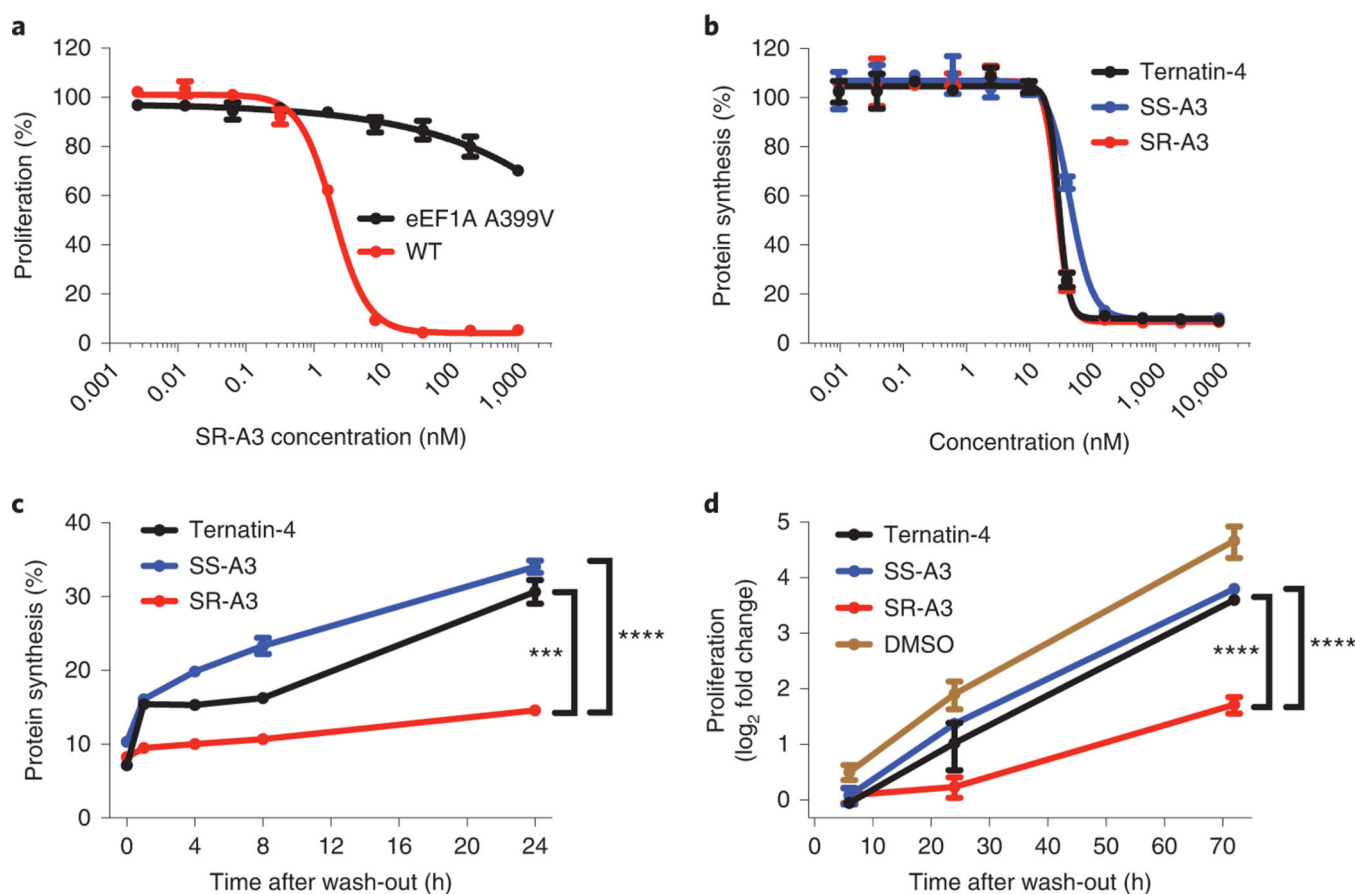 a
120
100
80
60
40
20
0
Proliferation (%)
eEF1A A399V
WT
0.001
0.01
0.1
1
10
100
1,000
SR-A3 concentration (nM)
b
120
100
80
60
40
20
0
Protein synthesis (%)
Ternatin-4
SS-A3
SR-A3
0.01
0.1
1
10
100
1,000
10,000
Concentration (nM)
c
40
30
20
10
0
Protein synthesis (%)
Ternatin-4
SS-A3
SR-A3
***
****
0
4
8
12
16
20
24
Time after wash-out (h)
d
5
4
3
2
1
0
Proliferation
(log2 fold change)
Ternatin-4
SS-A3
SR-A3
DMSO
****
****
0
10
20
30
40
50
60
70
Time after wash-out (h)